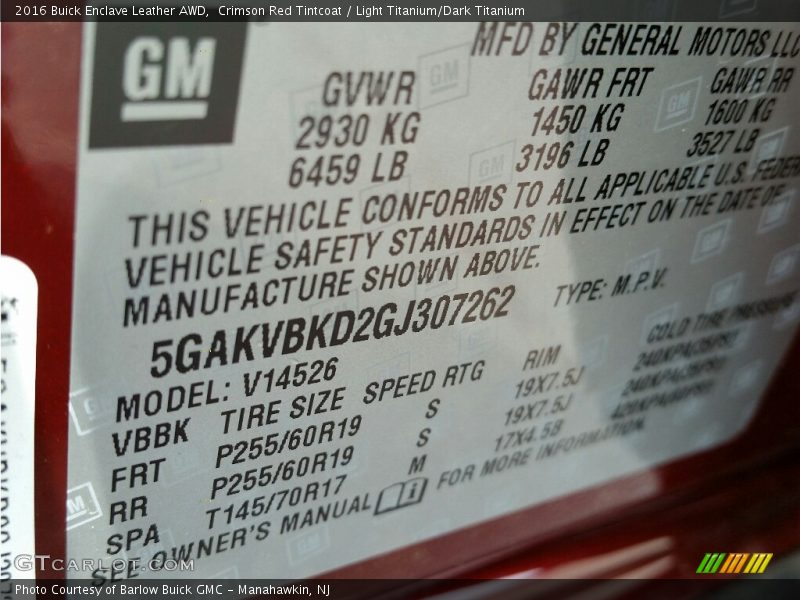 2016 Buick Enclave Leather AWD, Crimson Red Tintcoat / Light Titanium/Dark Titanium
GM
MFD BY GENERAL MOTORS LLC
GVWR GAWR FRT GAWR RR
2930 KG 1450 KG 1600 KG
6459 LB 3196 LB 3527 LB
THIS VEHICLE CONFORMS TO ALL APPLICABLE U.S. FEDER
VEHICLE SAFETY STANDARDS IN EFFECT ON THE DATE OF
MANUFACTURE SHOWN ABOVE.
5GAKVBKD2GJ307262 TYPE: M.P.V.
MODEL: V14526
VBBK TIRE SIZE SPEED RTG RIM COLD TIRE PRESSURE
FRT P255/60R19 S 19X7.5J
RR P255/60R19 S 19X7.5J
SPA T145/70R17 M 17X4.5B
SEE OWNER'S MANUAL FOR MORE INFORMATION.
GTCARLOT.COM
Photo Courtesy of Barlow Buick GMC - Manahawkin, NJ